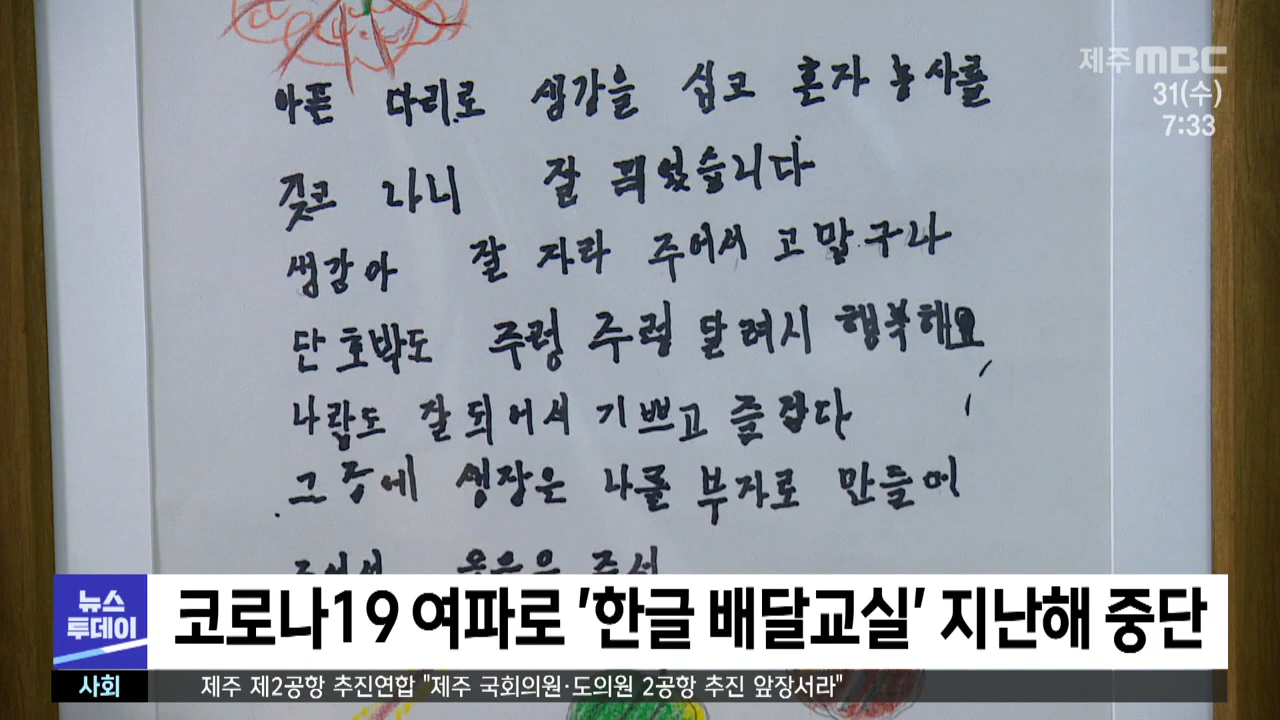 제주MBC
31(수)
7:33
아픈 다리로 생강을 십고 혼자 농사를
짖고 나니 잘 되었습니다
쌩강아 잘 자라 주어서 고맙구나
단호박도 주렁 주렁 달려시 행복해요
나락도 잘되어서 기쁘고 즐겁다
그중에 생장은 나를 부자로 만들어
뉴스
투데이
코로나19 여파로 '한글 배달교실' 지난해 중단
사회
제주 제2공항 추진연합 "제주 국회의원·도의원 2공항 추진 앞장서라"